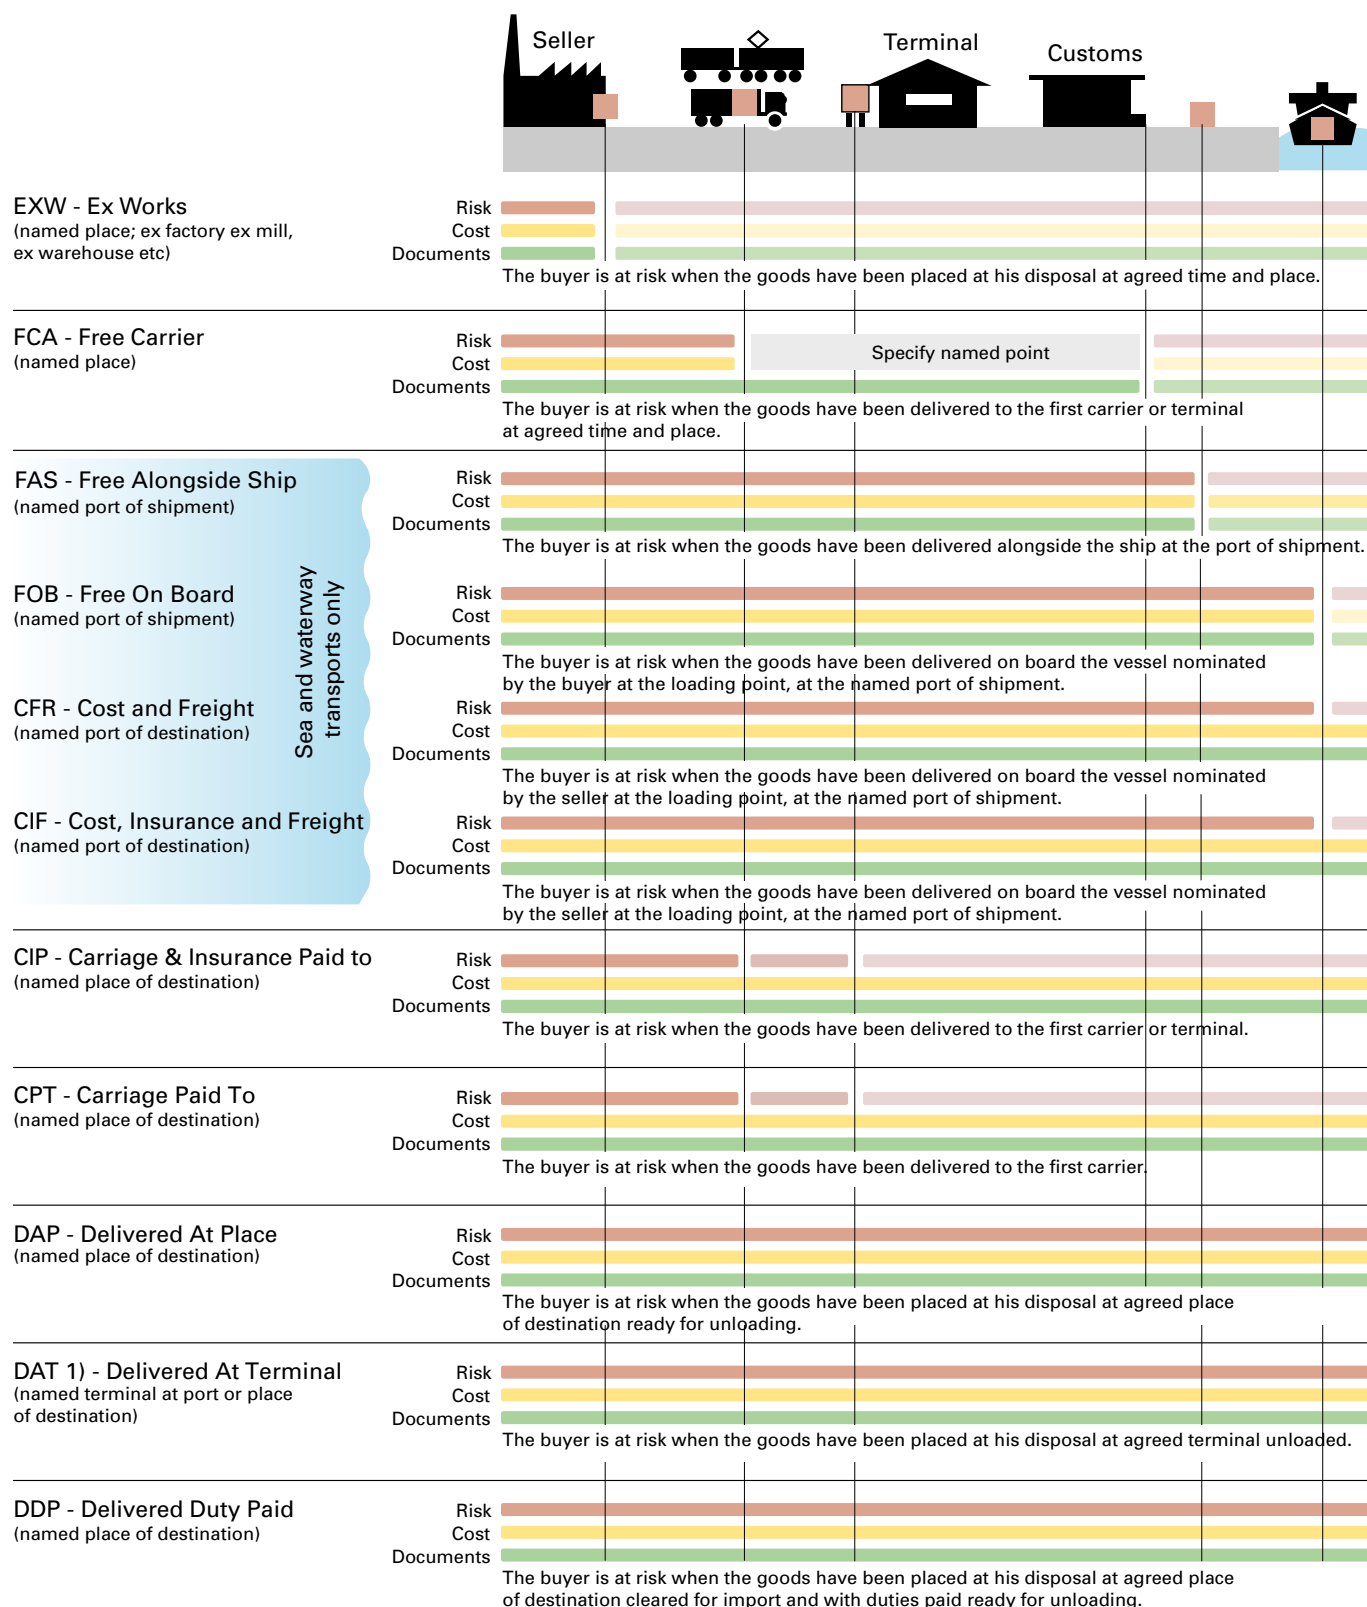 Seller
Terminal
Customs
EXW - Ex Works
(named place; ex factory ex mill,
ex warehouse etc)
Risk
Cost
Documents
The buyer is at risk when the goods have been placed at his disposal at agreed time and place.
FCA - Free Carrier
(named place)
Risk
Cost
Documents
Specify named point
The buyer is at risk when the goods have been delivered to the first carrier or terminal
at agreed time and place.
Sea and waterway
transports only
FAS - Free Alongside Ship
(named port of shipment)
Risk
Cost
Documents
The buyer is at risk when the goods have been delivered alongside the ship at the port of shipment.
FOB - Free On Board
(named port of shipment)
Risk
Cost
Documents
The buyer is at risk when the goods have been delivered on board the vessel nominated
by the buyer at the loading point, at the named port of shipment.
CFR - Cost and Freight
(named port of destination)
Risk
Cost
Documents
The buyer is at risk when the goods have been delivered on board the vessel nominated
by the seller at the loading point, at the named port of shipment.
CIF - Cost, Insurance and Freight
(named port of destination)
Risk
Cost
Documents
The buyer is at risk when the goods have been delivered on board the vessel nominated
by the seller at the loading point, at the named port of shipment.
CIP - Carriage & Insurance Paid to
(named place of destination)
Risk
Cost
Documents
The buyer is at risk when the goods have been delivered to the first carrier or terminal.
CPT - Carriage Paid To
(named place of destination)
Risk
Cost
Documents
The buyer is at risk when the goods have been delivered to the first carrier.
DAP - Delivered At Place
(named place of destination)
Risk
Cost
Documents
The buyer is at risk when the goods have been placed at his disposal at agreed place
of destination ready for unloading.
DAT 1) - Delivered At Terminal
(named terminal at port or place
of destination)
Risk
Cost
Documents
The buyer is at risk when the goods have been placed at his disposal at agreed terminal unloaded.
DDP - Delivered Duty Paid
(named place of destination)
Risk
Cost
Documents
The buyer is at risk when the goods have been placed at his disposal at agreed place
of destination cleared for import and with duties paid ready for unloading.